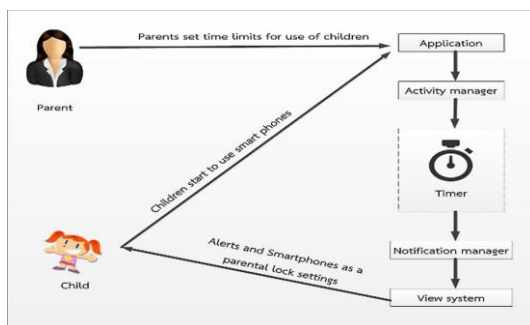 Parents set time limits for use of children
Application
Parent
Activity manager
Children start to use smart phones
Timer
Alerts and Smartphones as a
parental lock settings
Notification manager
Child
View system